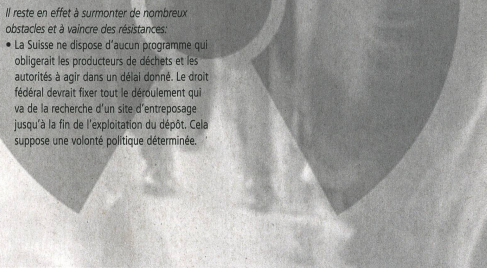 Il reste en effet à surmonter de nombreux
obstacles et à vaincre des résistances:
• La Suisse ne dispose d'aucun programme qui
obligerait les producteurs de déchets et les
autorités à agir dans un délai donné. Le droit
fédéral devrait fixer tout le déroulement qui
va de la recherche d'un site d'entreposage
jusqu'à la fin de l'exploitation du dépôt. Cela
suppose une volonté politique déterminée.